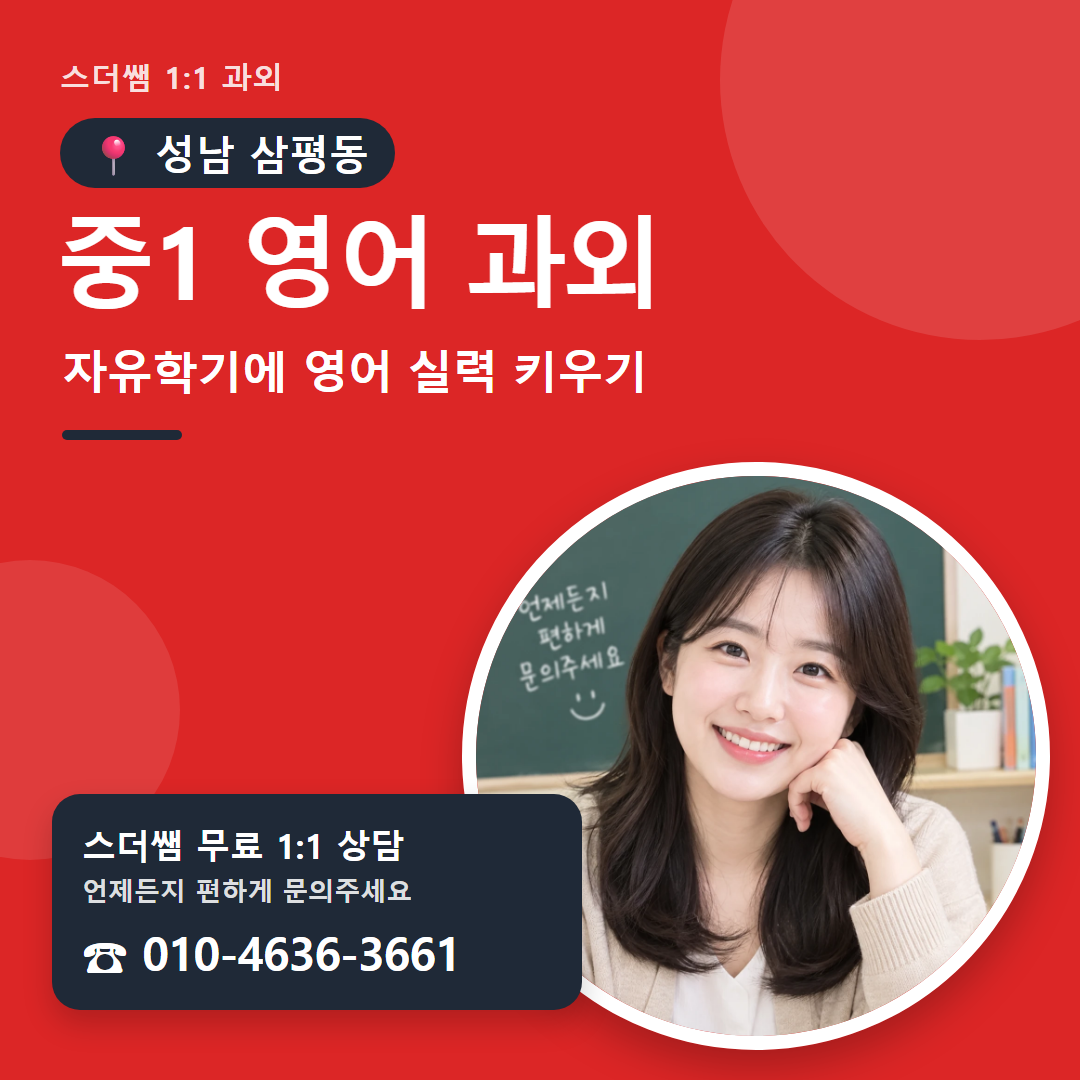 스더쌤 1:1 과외
📍 성남 삼평동
중1 영어 과외
자유학기에 영어 실력 키우기
언제든지
편하게
문의주세요
스더쌤 무료 1:1 상담
언제든지 편하게 문의주세요
☎ 010-4636-3661